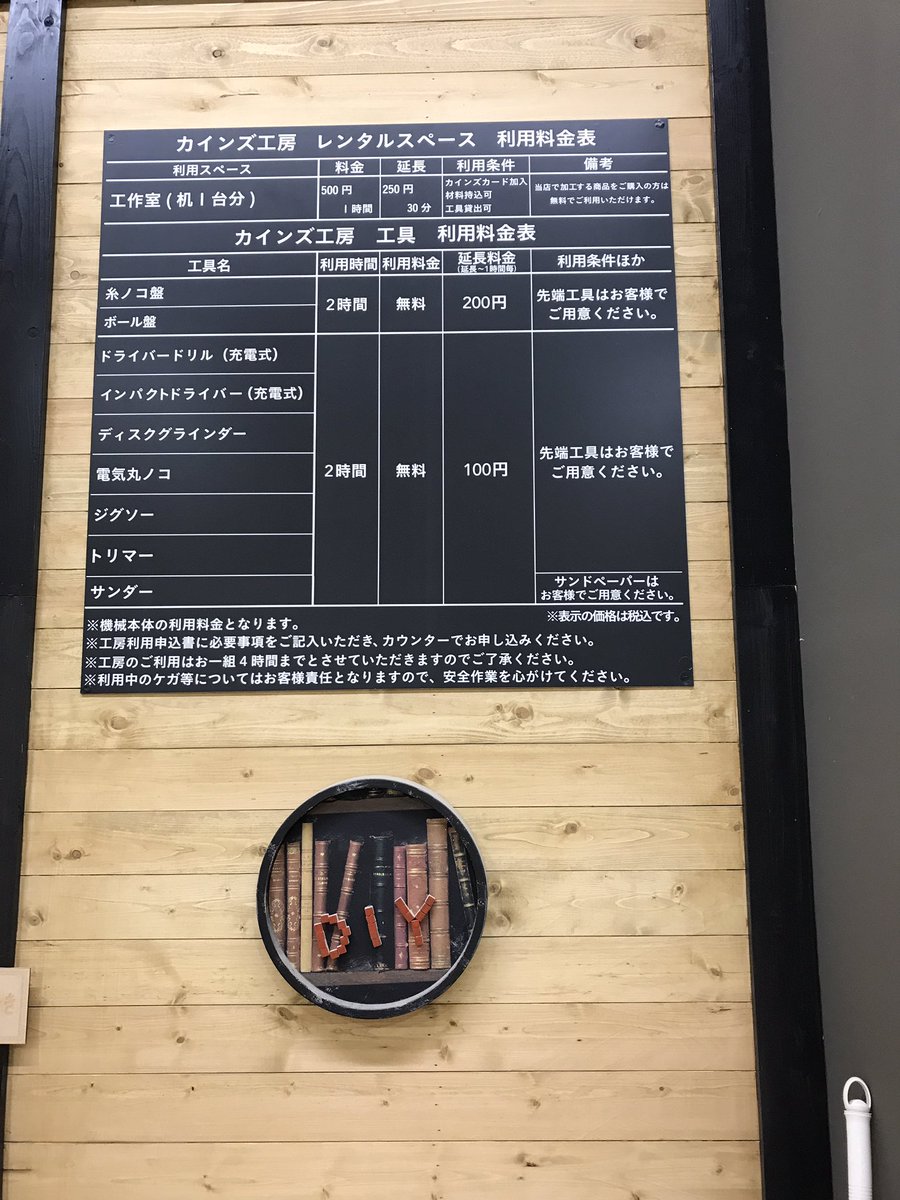 カインズ工房 レンタルスペース 利用料金表
利用スペース 料金 延長 利用条件 備考
工作室(机1台分) 500円 1時間 250円 30分 カインズカード加入 材料持込可 工具貸出可 当店で加工する商品をご購入の方は 無料でご利用いただけます。
カインズ工房 工具 利用料金表
工具名 利用時間 利用料金 延長料金 (延長~1時間毎) 利用条件ほか
糸ノコ盤
ボール盤
2時間 無料 200円 先端工具はお客様で
ご用意ください。
ドライバードリル(充電式)
インパクトドライバー(充電式)
ディスクグラインダー
電気丸ノコ
ジグソー
トリマー
サンダー
2時間 無料 100円 先端工具はお客様で
ご用意ください。
サンドペーパーは
お客様でご用意ください。
※表示の価格は税込です。
※機械本体の利用料金となります。
※工房利用申込書に必要事項をご記入いただき、カウンターでお申し込みください。
※工房のご利用はお一組4時間までとさせていただきますのでご了承ください。
※利用中のケガ等についてはお客様責任となりますので、安全作業を心がけてください。
DIY